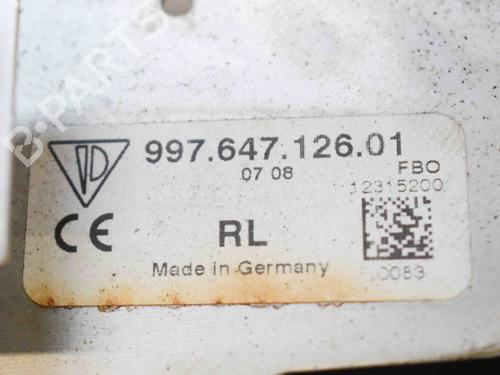 B-PARTS
997.647.126.01
07 08
FBO
12315200
CE
RL
0083
Made in Germany